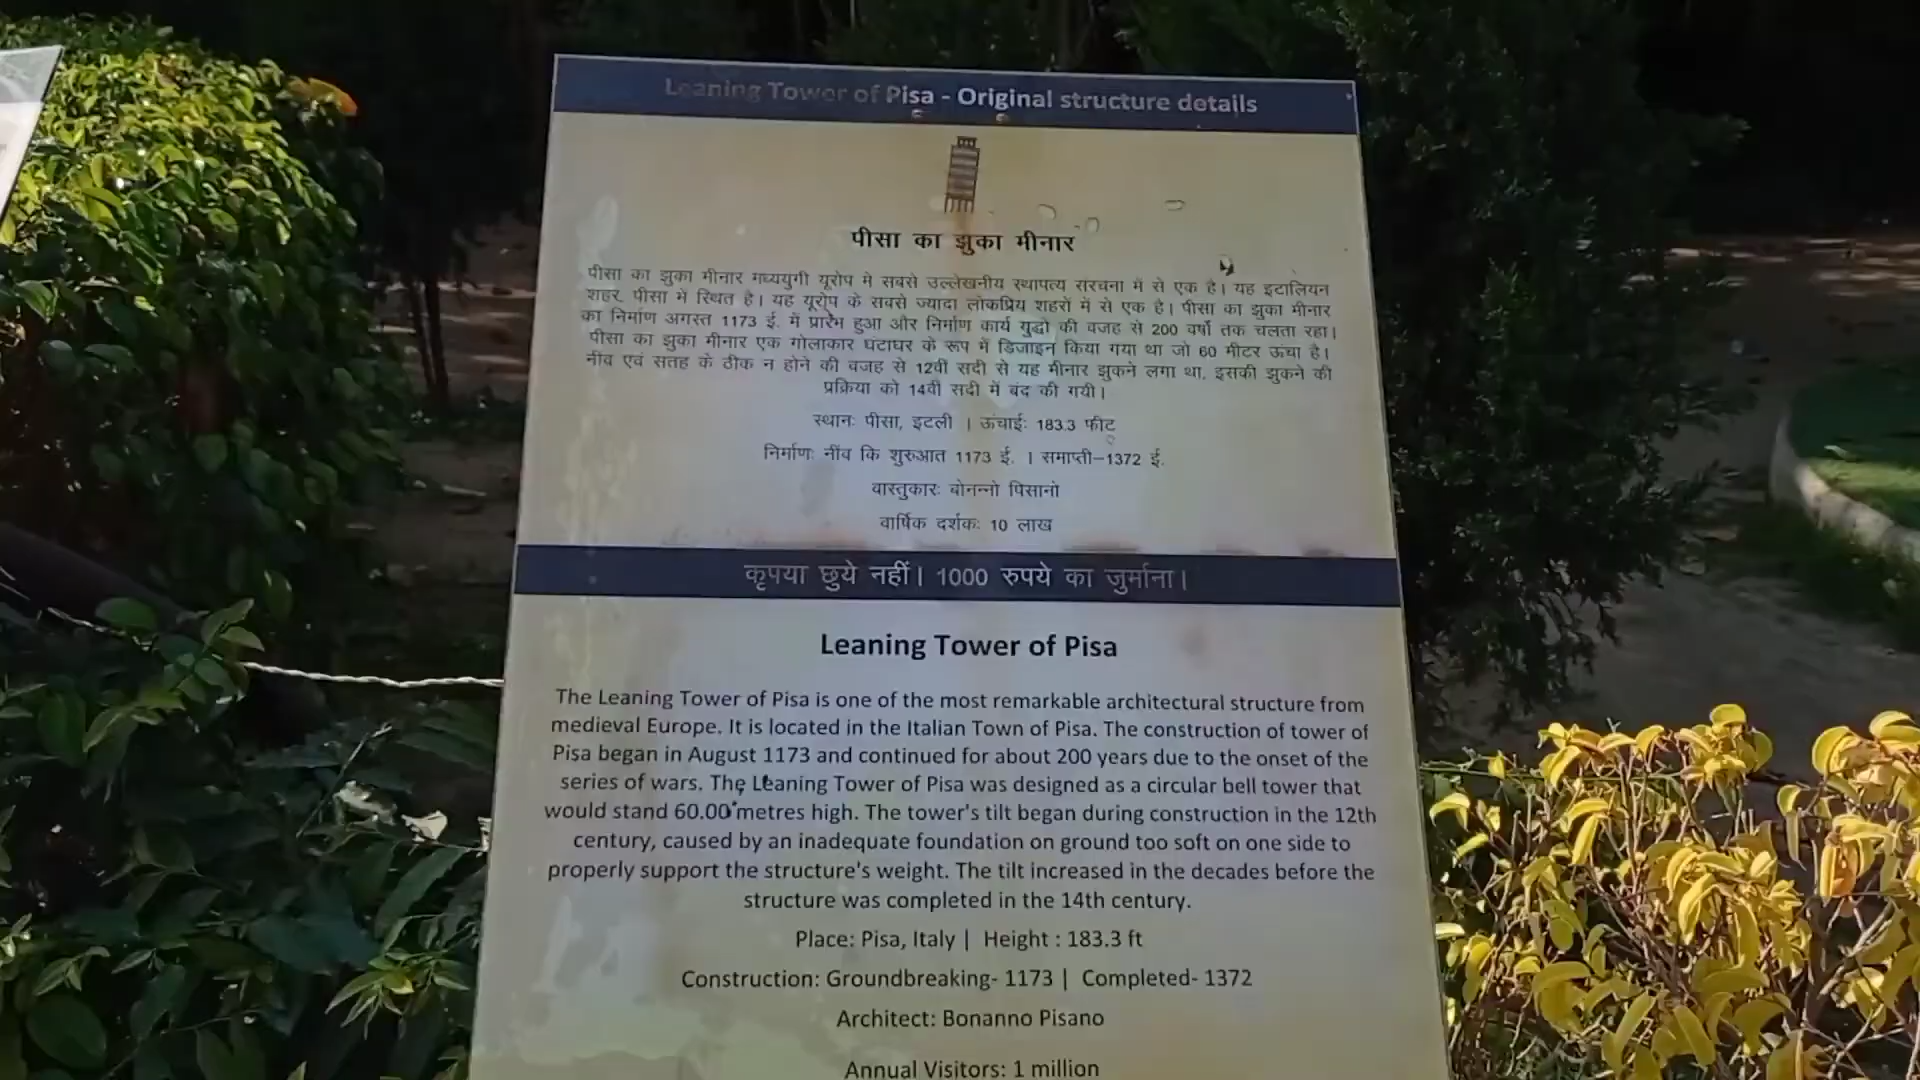 Leaning Tower of Pisa - Original structure details
पीसा का झुका मीनार
पीसा का झुका मीनार मध्ययुगी यूरोप मे सबसे उल्लेखनीय स्थापत्य संरचना में से एक है। यह इटालियन
शहर, पीसा में स्थित है। यह यूरोप के सबसे ज्यादा लोकप्रिय शहरों में से एक है। पीसा का झुका मीनार
का निर्माण अगस्त 1173 ई. में प्रारंभ हुआ और निर्माण कार्य युद्धो की वजह से 200 वर्षो तक चलता रहा।
पीसा का झुका मीनार एक गोलाकार घंटाघर के रूप में डिजाइन किया गया था जो 60 मीटर ऊंचा है।
नींव एवं सतह के ठीक न होने की वजह से 12वीं सदी से यह मीनार झुकने लगा था, इसकी झुकने की
प्रक्रिया को 14वीं सदी में बंद की गयी।
स्थानः पीसा, इटली । ऊंचाईः 183.3 फीट
निर्माणः नींव कि शुरुआत 1173 ई. । समाप्ती–1372 ई.
वास्तुकारः बोनन्नो पिसानो
वार्षिक दर्शकः 10 लाख
कृपया छुये नहीं। 1000 रुपये का जुर्माना।
Leaning Tower of Pisa
The Leaning Tower of Pisa is one of the most remarkable architectural structure from
medieval Europe. It is located in the Italian Town of Pisa. The construction of tower of
Pisa began in August 1173 and continued for about 200 years due to the onset of the
series of wars. The Leaning Tower of Pisa was designed as a circular bell tower that
would stand 60.00 metres high. The tower's tilt began during construction in the 12th
century, caused by an inadequate foundation on ground too soft on one side to
properly support the structure's weight. The tilt increased in the decades before the
structure was completed in the 14th century.
Place: Pisa, Italy | Height : 183.3 ft
Construction: Groundbreaking- 1173 | Completed- 1372
Architect: Bonanno Pisano
Annual Visitors: 1 million